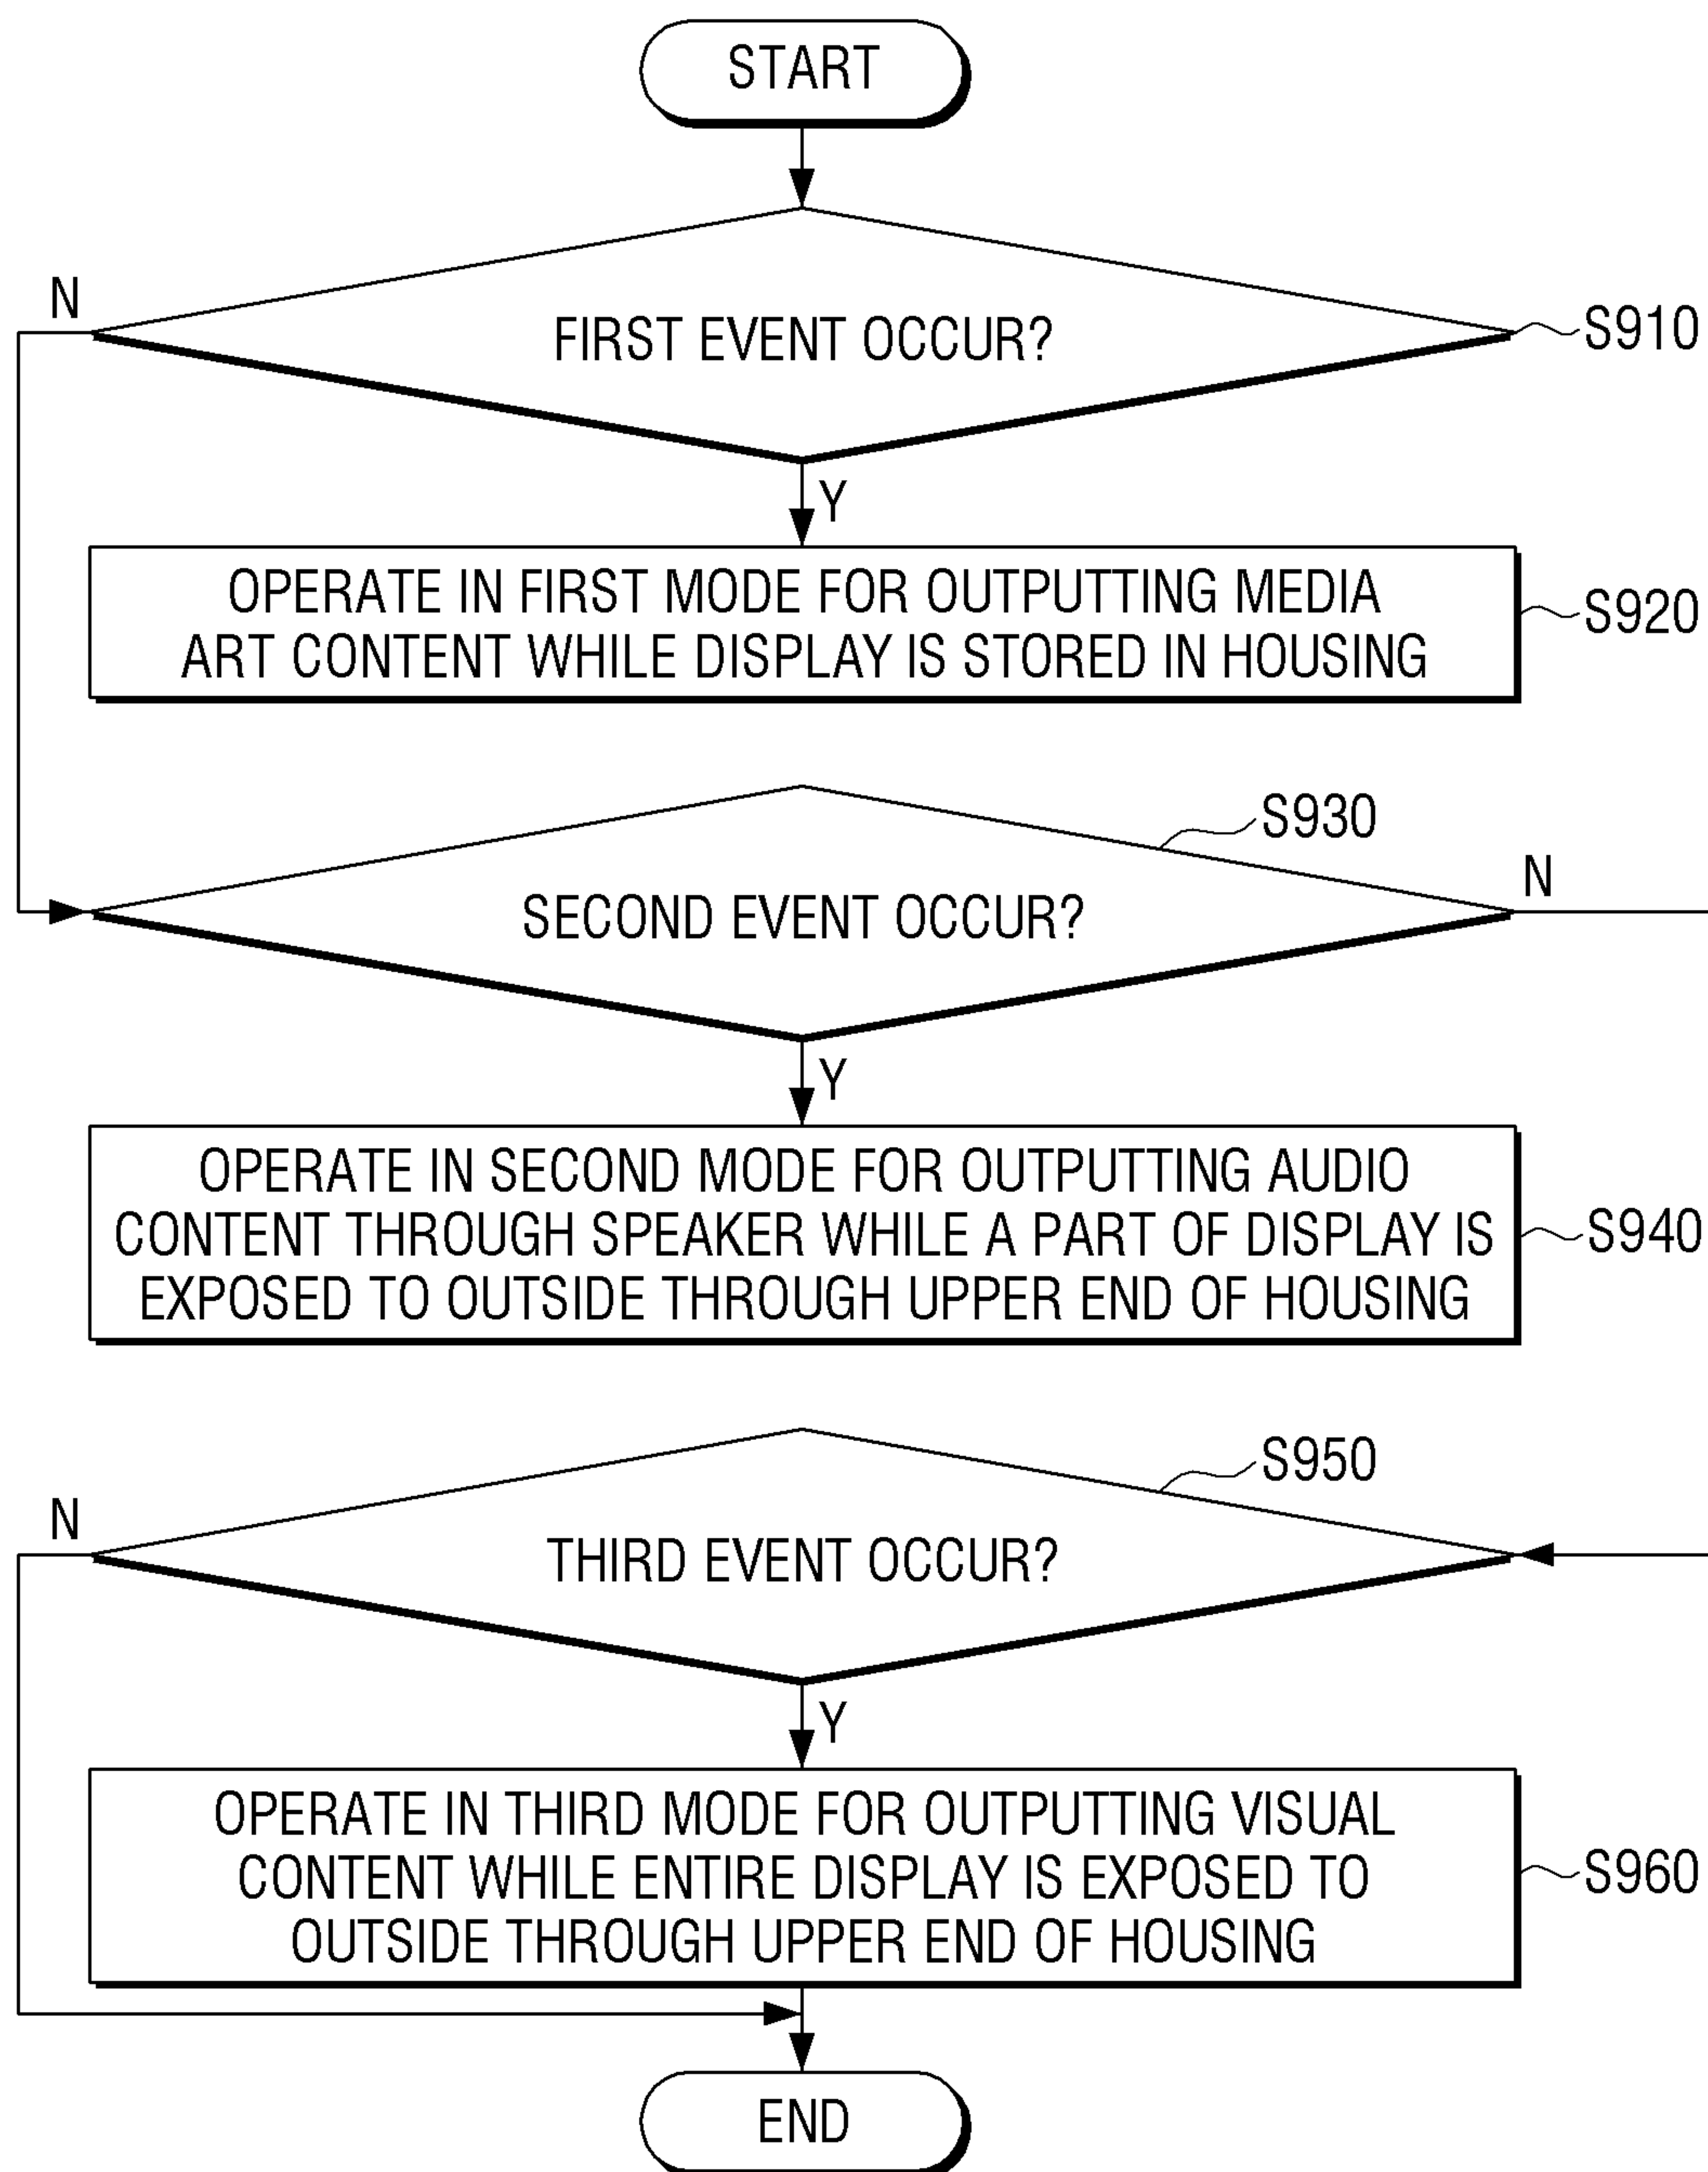 START
N
FIRST EVENT OCCUR?
S910
Y
OPERATE IN FIRST MODE FOR OUTPUTTING MEDIA
ART CONTENT WHILE DISPLAY IS STORED IN HOUSING
S920
S930
N
SECOND EVENT OCCUR?
Y
OPERATE IN SECOND MODE FOR OUTPUTTING AUDIO
CONTENT THROUGH SPEAKER WHILE A PART OF DISPLAY IS
EXPOSED TO OUTSIDE THROUGH UPPER END OF HOUSING
S940
S950
N
THIRD EVENT OCCUR?
Y
OPERATE IN THIRD MODE FOR OUTPUTTING VISUAL
CONTENT WHILE ENTIRE DISPLAY IS EXPOSED TO
OUTSIDE THROUGH UPPER END OF HOUSING
S960
END